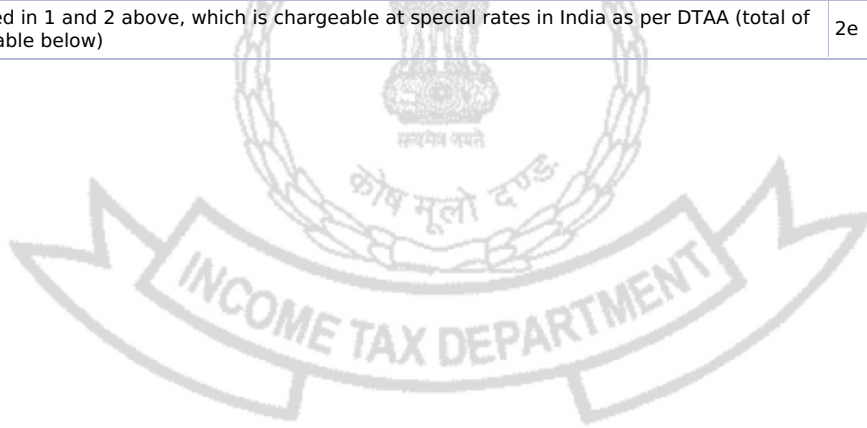 ed in 1 and 2 above, which is chargeable at special rates in India as per DTAA (total of
able below)
2e
सत्यमेव जयते
कोष मूलो दण्डः
INCOME TAX DEPARTMENT